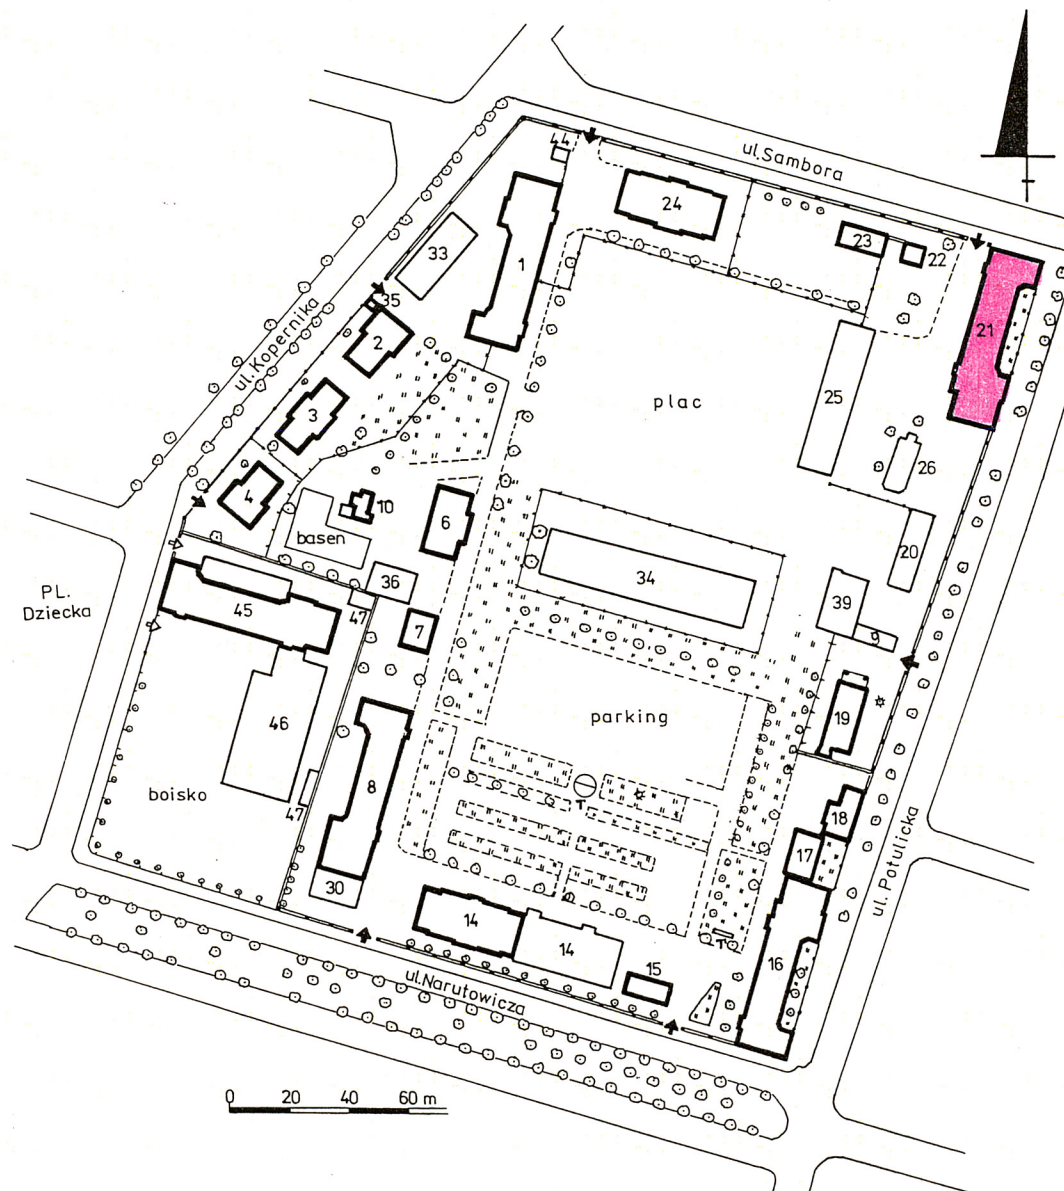 44
ul.Sambora
24
23
22
33
1
21
35
ul.Kopernika
2
plac
25
3
26
4
10
6
basen
20
34
36
PL.
Dziecka
45
47
39
9
7
19
parking
46
8
boisko
T
18
47
17
ul. Potulicka
30
14
14
T
15
16
ul.Narutowicza
0 20 40 60 m